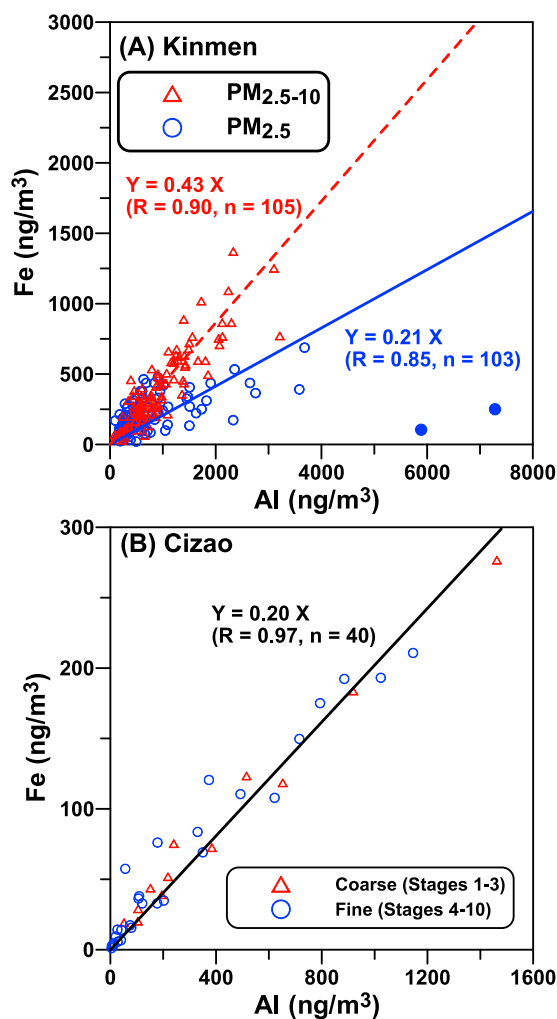 (A) Kinmen
PM2.5-10
PM2.5
Y = 0.43 X
(R = 0.90, n = 105)
Y = 0.21 X
(R = 0.85, n = 103)
3000
2500
2000
1500
1000
500
0
Fe (ng/m3)
0 2000 4000 6000 8000
Al (ng/m3)
(B) Cizao
Y = 0.20 X
(R = 0.97, n = 40)
Coarse (Stages 1-3)
Fine (Stages 4-10)
300
200
100
0
Fe (ng/m3)
0 400 800 1200 1600
Al (ng/m3)